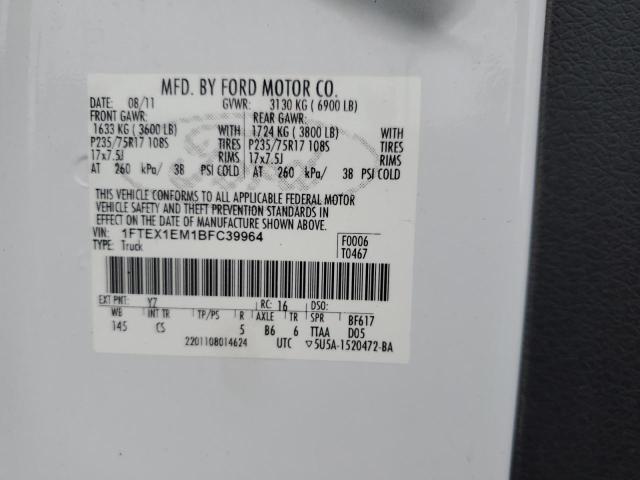 MFD. BY FORD MOTOR CO.
DATE: 08/11 GVWR: 3130 KG ( 6900 LB)
FRONT GAWR: REAR GAWR:
1633 KG ( 3600 LB) WITH 1724 KG ( 3800 LB) WITH
P235/75R17 108S TIRES P235/75R17 108S TIRES
17x7.5J RIMS 17x7.5J RIMS
AT 260 kPa/ 38 PSI COLD AT 260 kPa/ 38 PSI COLD
THIS VEHICLE CONFORMS TO ALL APPLICABLE FEDERAL MOTOR
VEHICLE SAFETY AND THEFT PREVENTION STANDARDS IN
EFFECT ON THE DATE OF MANUFACTURE SHOWN ABOVE.
VIN: 1FTEX1EM1BFC39964 F0006
TYPE: Truck T0467
EXT PNT: YZ RC: 16 DSO:
WB INT TR TP/PS R AXLE TR SPR BF617
145 CS 5 B6 6 TTAA D05
2201108014624 UTC ▽5U5A-1520472-BA